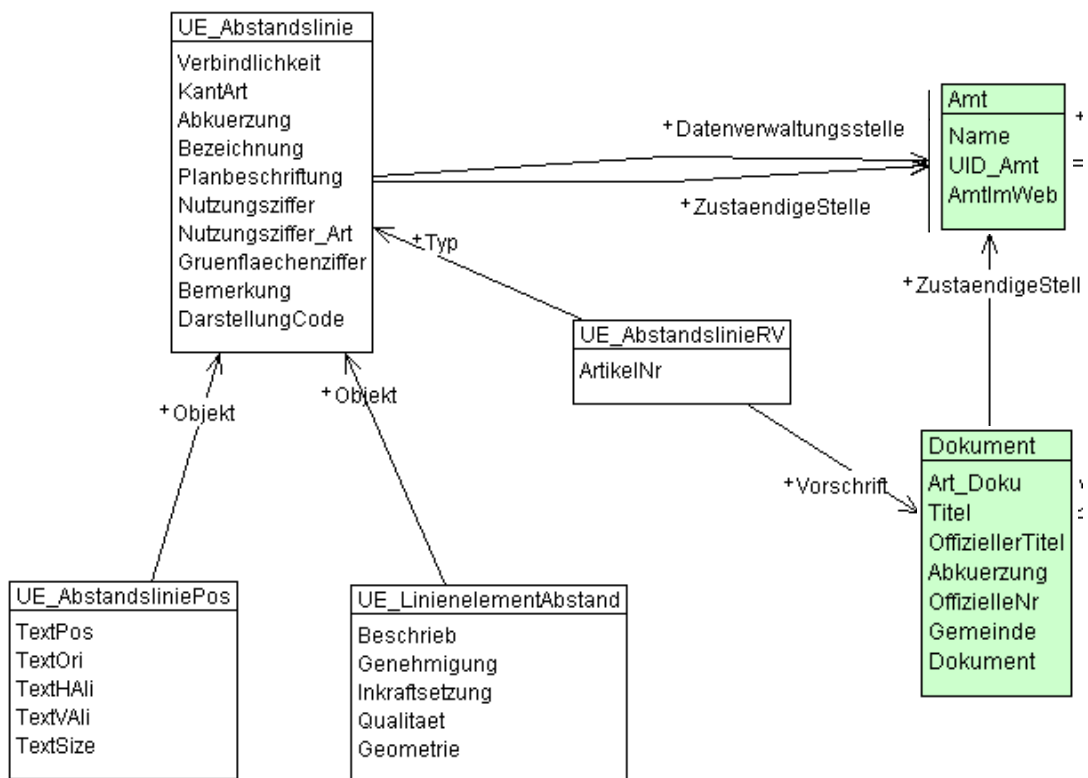 UE_Abstandslinie
Verbindlichkeit
KantArt
Abkuerzung
Bezeichnung
Planbeschriftung
Nutzungsziffer
Nutzungsziffer_Art
Gruenflaechenziffer
Bemerkung
DarstellungCode
+Datenverwaltungsstelle
+ZustaendigeStelle
Amt
Name
UID_Amt
AmtImWeb
+
+Typ
+ZustaendigeStell
UE_AbstandslinieRV
ArtikelNr
+Objekt
+Objekt
+Vorschrift
Dokument
Art_Doku
Titel
OffiziellerTitel
Abkuerzung
OffizielleNr
Gemeinde
Dokument
UE_AbstandsliniePos
TextPos
TextOri
TextHAli
TextVAli
TextSize
UE_LinienelementAbstand
Beschrieb
Genehmigung
Inkraftsetzung
Qualitaet
Geometrie